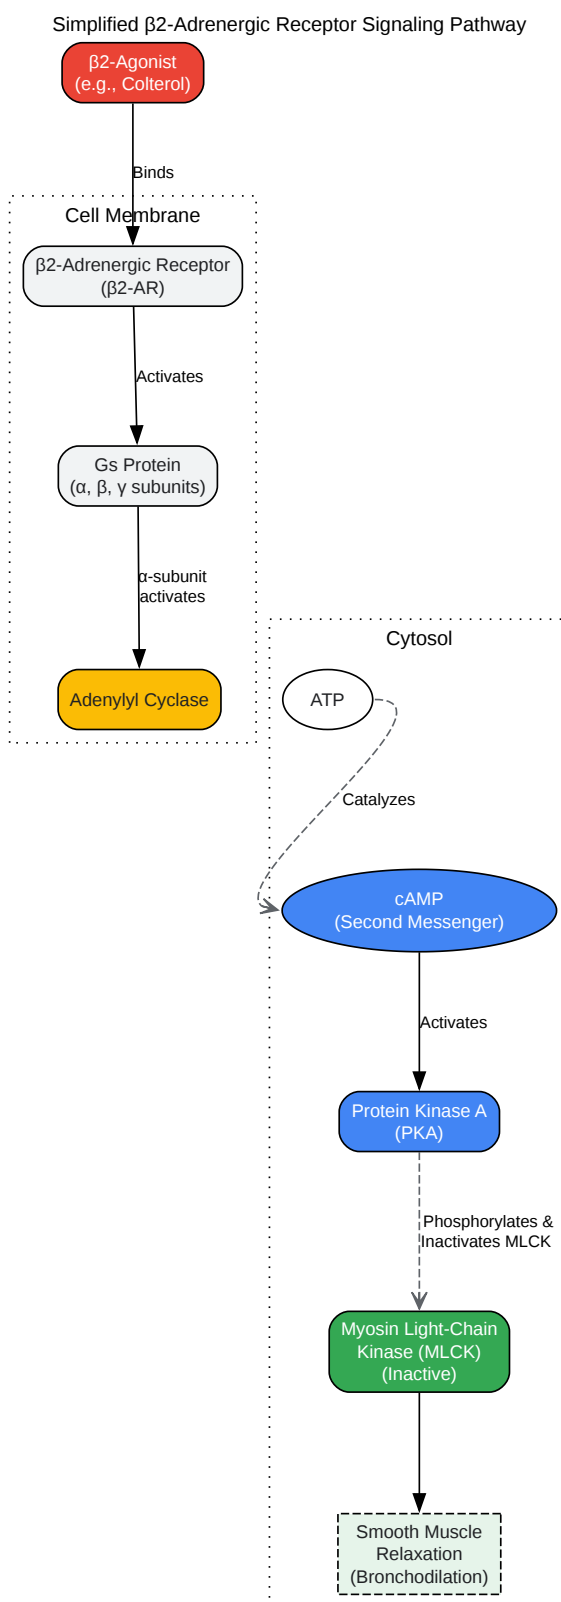 Simplified β2-Adrenergic Receptor Signaling Pathway
β2-Agonist
(e.g., Colterol)
Binds
Cell Membrane
β2-Adrenergic Receptor
(β2-AR)
Activates
Gs Protein
(α, β, γ subunits)
α-subunit
activates
Adenylyl Cyclase
Cytosol
ATP
Catalyzes
cAMP
(Second Messenger)
Activates
Protein Kinase A
(PKA)
Phosphorylates &
Inactivates MLCK
Myosin Light-Chain
Kinase (MLCK)
(Inactive)
Smooth Muscle
Relaxation
(Bronchodilation)